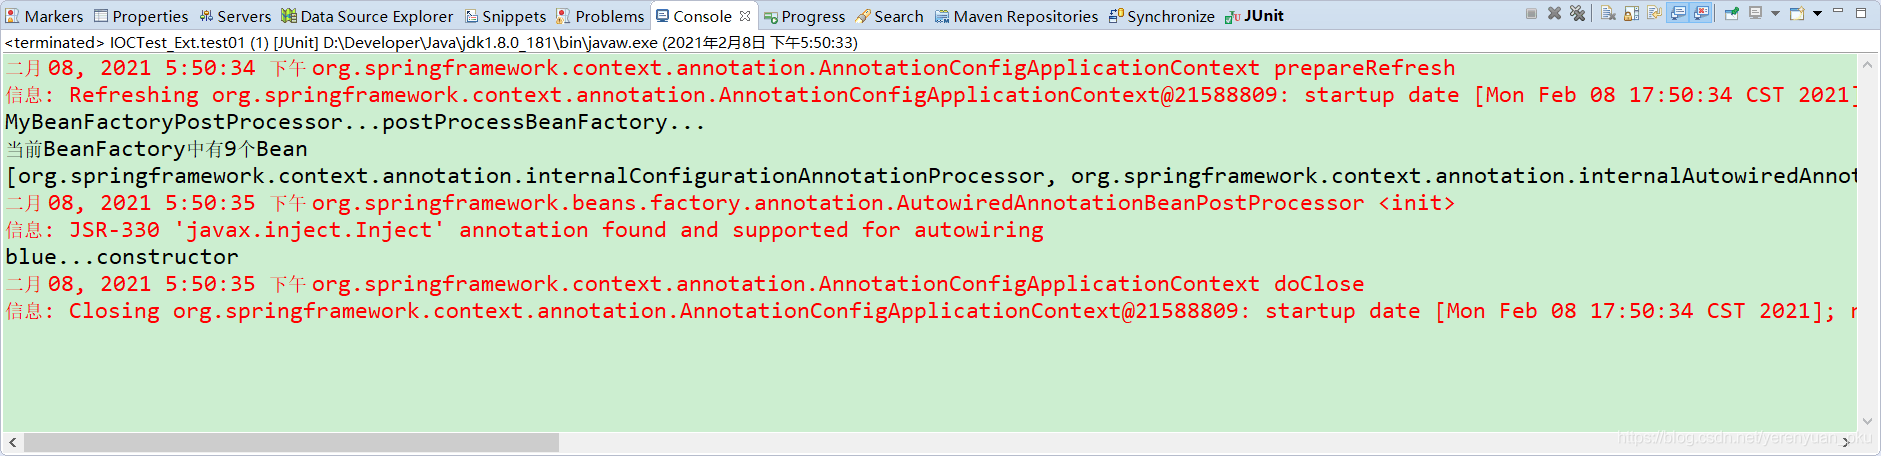 Markers Properties Servers Data Source Explorer Snippets Problems Console Progress Search Maven Repositories Synchronize JUnit
<terminated> IOCTest_Ext.test01 (1) [JUnit] D:\Developer\Java\jdk1.8.0_181\bin\javaw.exe (2021年2月8日 下午5:50:33)
二月 08, 2021 5:50:34 下午 org.springframework.context.annotation.AnnotationConfigApplicationContext prepareRefresh
信息: Refreshing org.springframework.context.annotation.AnnotationConfigApplicationContext@21588809: startup date [Mon Feb 08 17:50:34 CST 2021]
MyBeanFactoryPostProcessor...postProcessBeanFactory...
当前BeanFactory中有9个Bean
[org.springframework.context.annotation.internalConfigurationAnnotationProcessor, org.springframework.context.annotation.internalAutowiredAnnot
二月 08, 2021 5:50:35 下午 org.springframework.beans.factory.annotation.AutowiredAnnotationBeanPostProcessor <init>
信息: JSR-330 'javax.inject.Inject' annotation found and supported for autowiring
blue...constructor
二月 08, 2021 5:50:35 下午 org.springframework.context.annotation.AnnotationConfigApplicationContext doClose
信息: Closing org.springframework.context.annotation.AnnotationConfigApplicationContext@21588809: startup date [Mon Feb 08 17:50:34 CST 2021]; r
https://blog.csdn.net/yerenyuan_pku